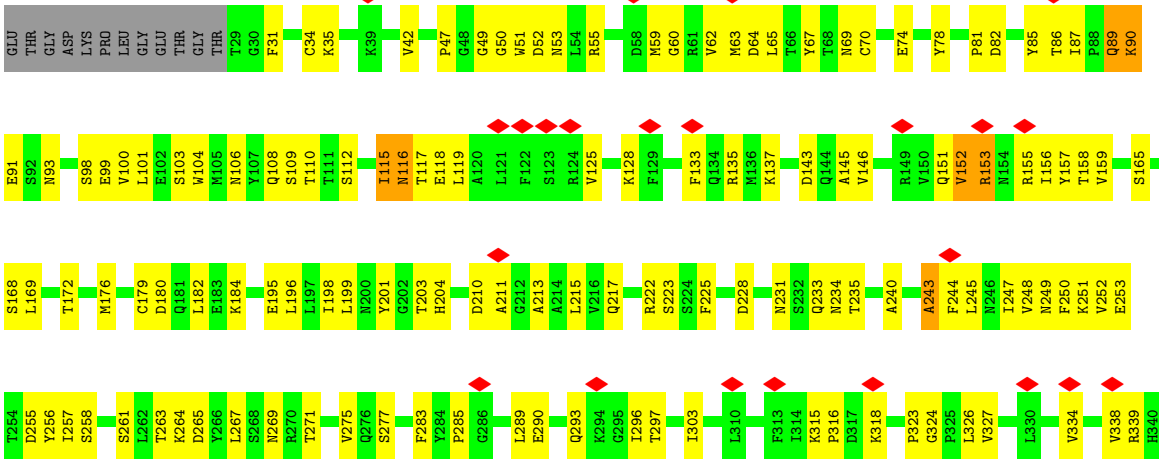 GLU THR GLY ASP LYS PRO LEU GLY GLU THR GLY THR T29 G30 F31 C34 K35 K39 V42 P47 G48 G49 G50 W51 D52 N53 L54 R55 D58 M59 G60 R61 V62 M63 D64 L65 T66 Y67 T68 N69 C70 E74 Y78 P81 D82 Y85 T86 I87 P88 Q89 K90
E91 S92 N93 S98 E99 V100 L101 E102 S103 W104 M105 N106 Y107 Q108 S109 T110 T111 S112 I115 N116 T117 E118 L119 A120 L121 F122 S123 R124 V125 K128 F129 F133 Q134 R135 M136 K137 D143 Q144 A145 V146 R149 V150 Q151 V152 R153 N154 R155 I156 Y157 T158 V159 S165
S168 L169 T172 M176 C179 D180 Q181 L182 E183 K184 E195 L196 L197 I198 L199 N200 Y201 G202 T203 H204 D210 A211 G212 A213 A214 L215 V216 Q217 R222 S223 S224 F225 D228 N231 S232 Q233 N234 T235 A240 A243 F244 L245 N246 I247 V248 N249 F250 K251 V252 E253
T254 D255 Y256 I257 S258 S261 L262 T263 K264 D265 Y266 L267 S268 N269 R270 T271 V275 Q276 S277 F283 Y284 P285 G286 L289 E290 Q293 K294 G295 I296 T297 I303 L310 F313 I314 K315 P316 D317 K318 P323 G324 P325 L326 V327 L330 V334 V338 R339 H340